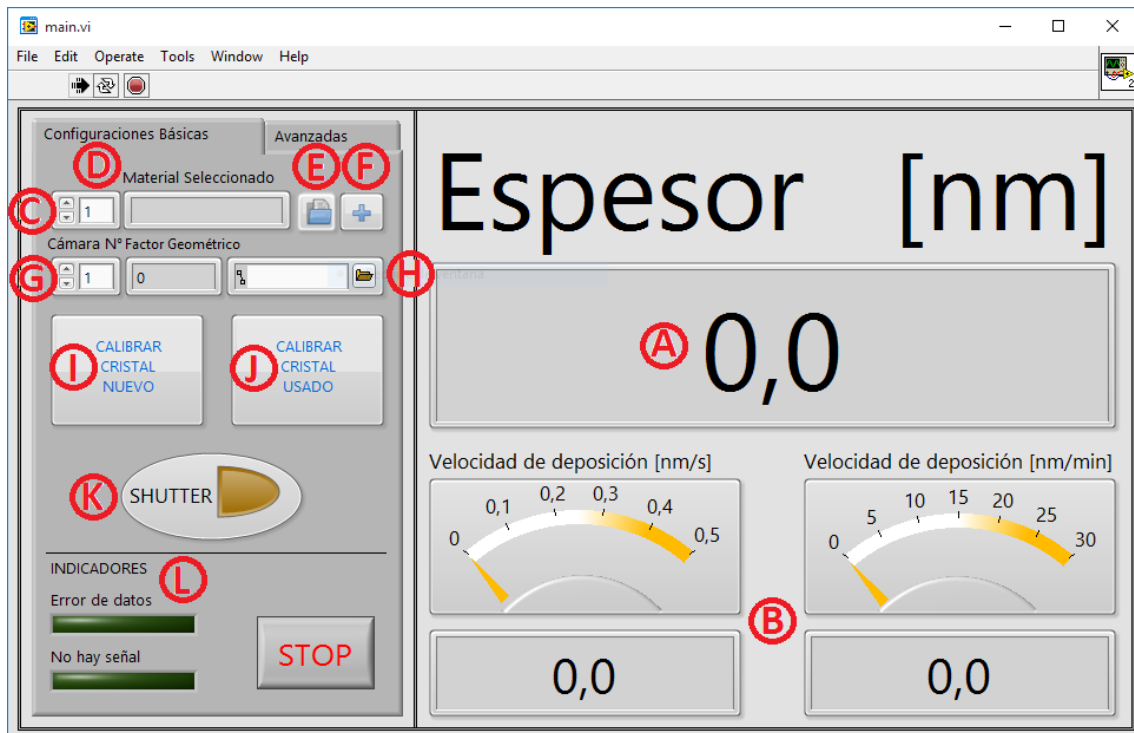 main.vi
File Edit Operate Tools Window Help
2
Configuraciones Básicas
Avanzadas
D
E
F
Material Seleccionado
C
1
Cámara Nº Factor Geométrico
G
1
0
H
I
CALIBRAR
CRISTAL
NUEVO
J
CALIBRAR
CRISTAL
USADO
K
SHUTTER
INDICADORES
L
Error de datos
No hay señal
STOP
Espesor [nm]
A
0,0
Velocidad de deposición [nm/s]
0 0,1 0,2 0,3 0,4 0,5
0,0
B
Velocidad de deposición [nm/min]
0 5 10 15 20 25 30
0,0